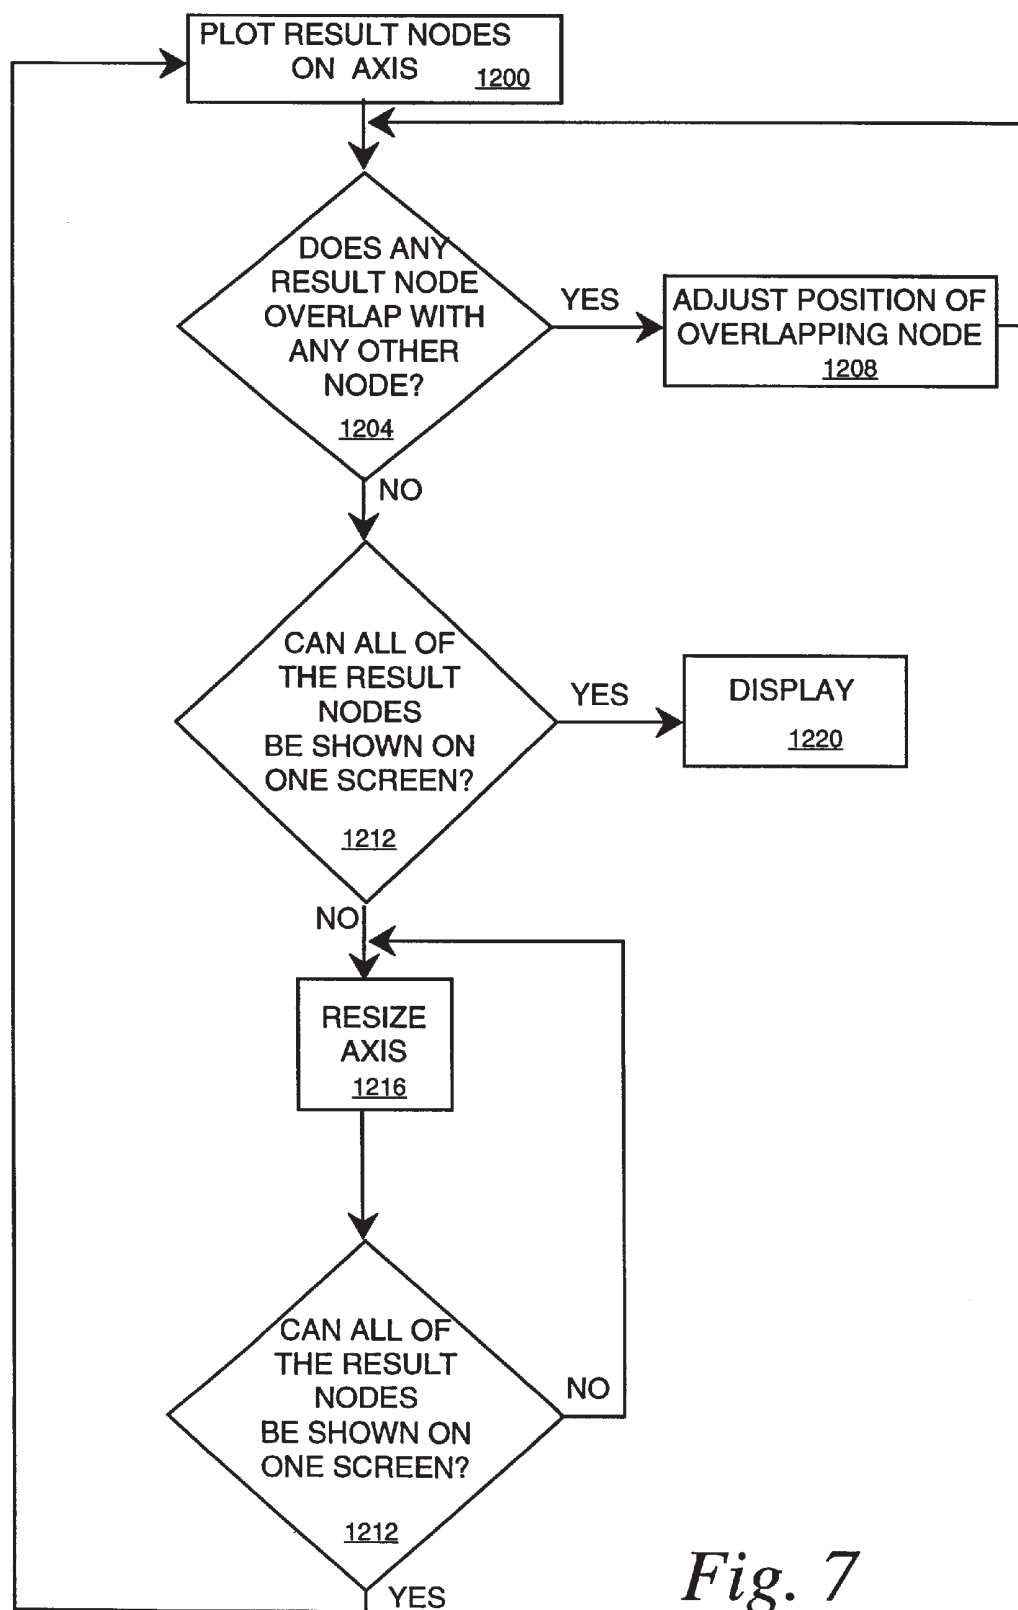 PLOT RESULT NODES
ON AXIS
1200
DOES ANY
RESULT NODE
OVERLAP WITH
ANY OTHER
NODE?
1204
YES
ADJUST POSITION OF
OVERLAPPING NODE
1208
NO
CAN ALL OF
THE RESULT
NODES
BE SHOWN ON
ONE SCREEN?
1212
YES
DISPLAY
1220
NO
RESIZE
AXIS
1216
CAN ALL OF
THE RESULT
NODES
BE SHOWN ON
ONE SCREEN?
1212
NO
YES
Fig. 7